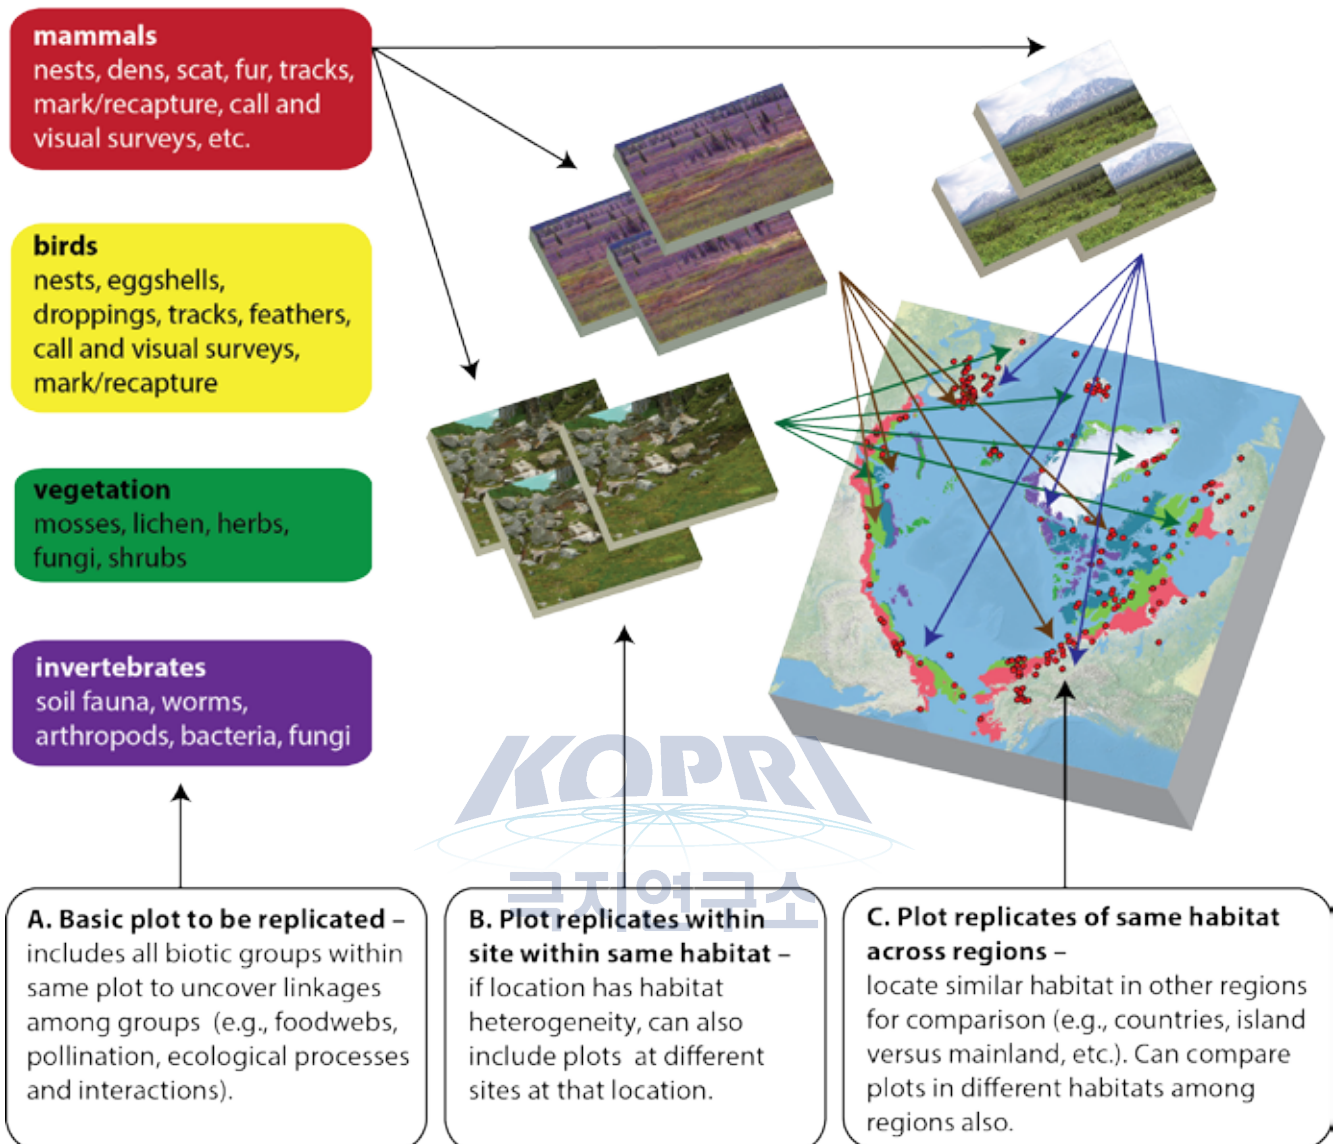 mammals
nests, dens, scat, fur, tracks,
mark/recapture, call and
visual surveys, etc.
birds
nests, eggshells,
droppings, tracks, feathers,
call and visual surveys,
mark/recapture
vegetation
mosses, lichen, herbs,
fungi, shrubs
invertebrates
soil fauna, worms,
arthropods, bacteria, fungi
KOPRI
극지연구소
A. Basic plot to be replicated –
includes all biotic groups within
same plot to uncover linkages
among groups (e.g., foodwebs,
pollination, ecological processes
and interactions).
B. Plot replicates within
site within same habitat –
if location has habitat
heterogeneity, can also
include plots at different
sites at that location.
C. Plot replicates of same habitat
across regions –
locate similar habitat in other regions
for comparison (e.g., countries, island
versus mainland, etc.). Can compare
plots in different habitats among
regions also.